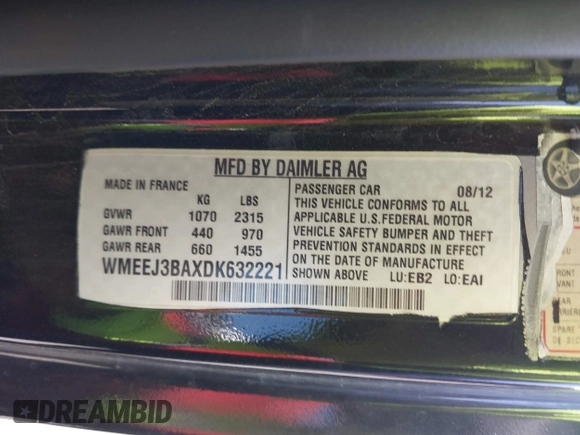 MFD BY DAIMLER AG
MADE IN FRANCE
KG LBS
GVWR 1070 2315
GAWR FRONT 440 970
GAWR REAR 660 1455
WMEEJ3BAXDK632221
PASSENGER CAR 08/12
THIS VEHICLE CONFORMS TO ALL
APPLICABLE U.S.FEDERAL MOTOR
VEHICLE SAFETY BUMPER AND THEFT
PREVENTION STANDARDS IN EFFECT
ON THE DATE OF MANUFACTURE
SHOWN ABOVE LU:EB2 LO:EAI
FRONT
SPARE
DREAMBID